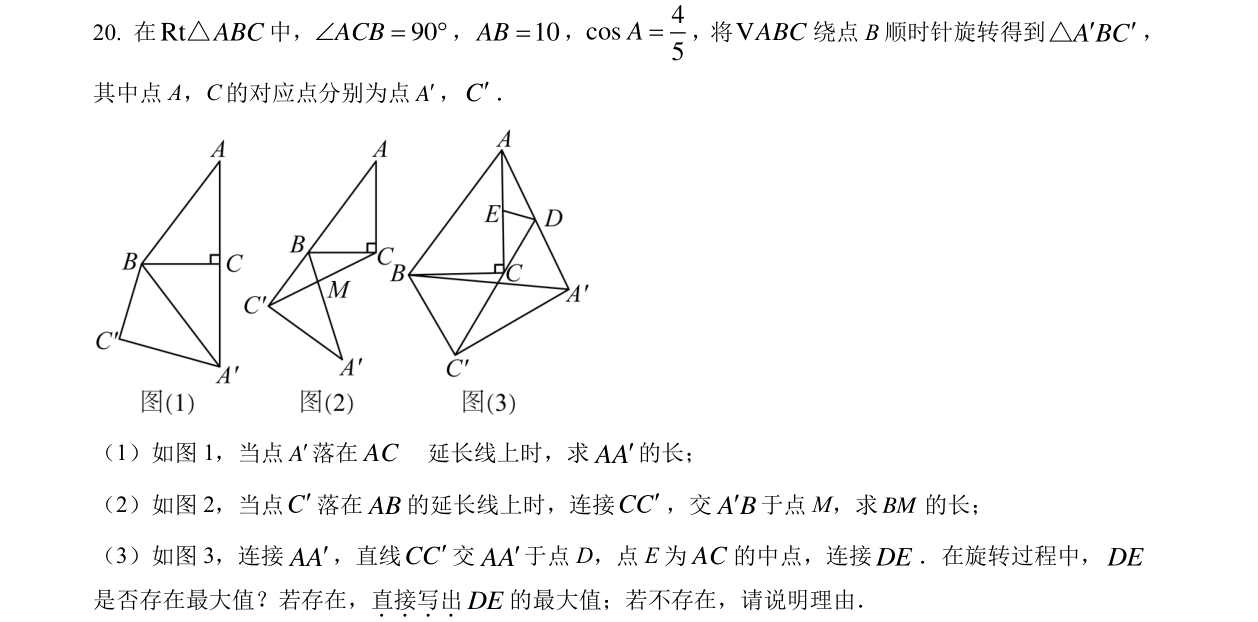 20. 在Rt△ABC中，∠ACB=90°，AB=10，cos A=4/5，将VABC绕点B顺时针旋转得到△A′BC′，
其中点A，C的对应点分别为点A′，C′．
A
B
C
C′
A′
图(1)
A
B
C
C′
M
A′
图(2)
A
E
D
B
C
A′
C′
图(3)
（1）如图1，当点A′落在AC 延长线上时，求AA′的长；
（2）如图2，当点C′落在AB的延长线上时，连接CC′，交A′B于点M，求BM的长；
（3）如图3，连接AA′，直线CC′交AA′于点D，点E为AC的中点，连接DE．在旋转过程中，DE
是否存在最大值？若存在，直接写出DE的最大值；若不存在，请说明理由．